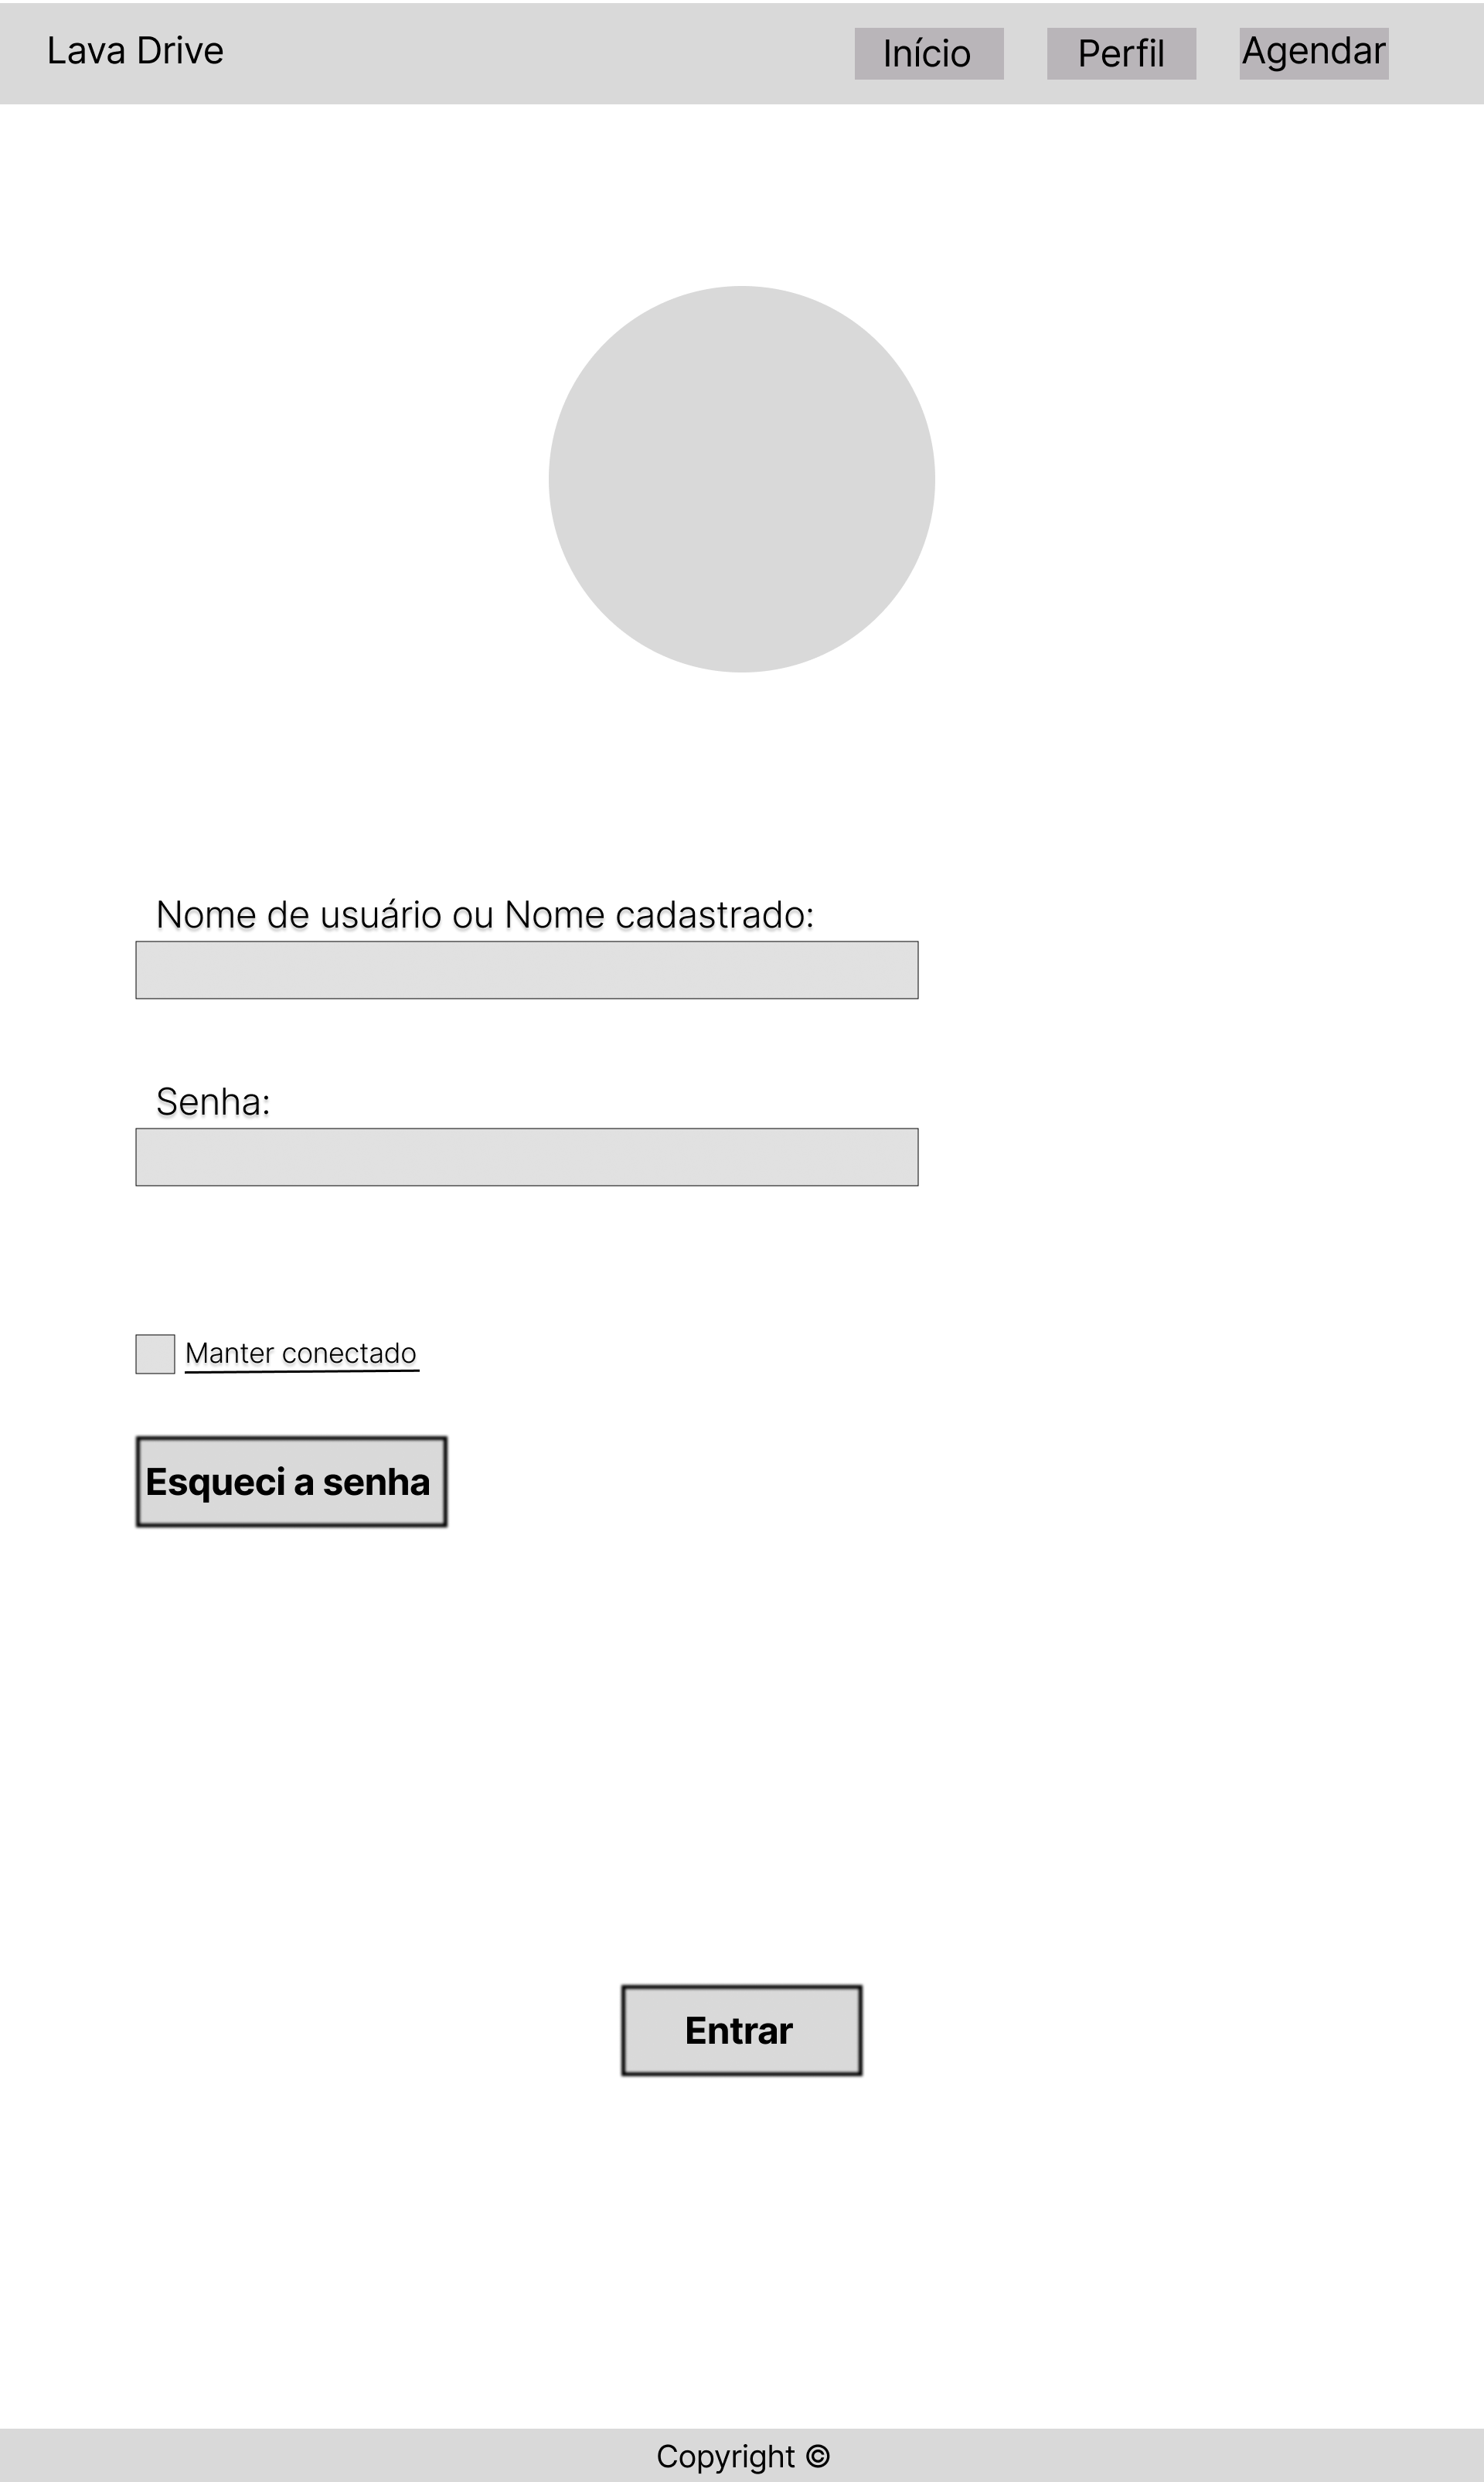 Lava Drive
Início
Perfil
Agendar
Nome de usuário ou Nome cadastrado:
Senha:
Manter conectado
Esqueci a senha
Entrar
Copyright ©